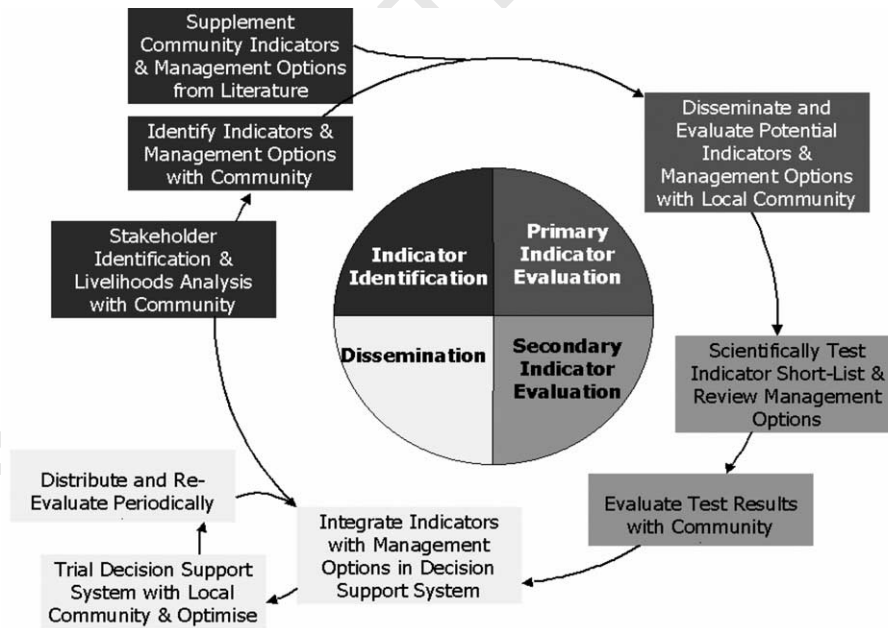 Supplement
Community Indicators
& Management Options
from Literature
Identify Indicators &
Management Options
with Community
Stakeholder
Identification &
Livelihoods Analysis
with Community
Disseminate and
Evaluate Potential
Indicators &
Management Options
with Local Community
Indicator
Identification
Primary
Indicator
Evaluation
Dissemination
Secondary
Indicator
Evaluation
Scientifically Test
Indicator Short-List &
Review Management
Options
Evaluate Test Results
with Community
Integrate Indicators
with Management
Options in Decision
Support System
Distribute and Re-
Evaluate Periodically
Trial Decision Support
System with Local
Community & Optimise